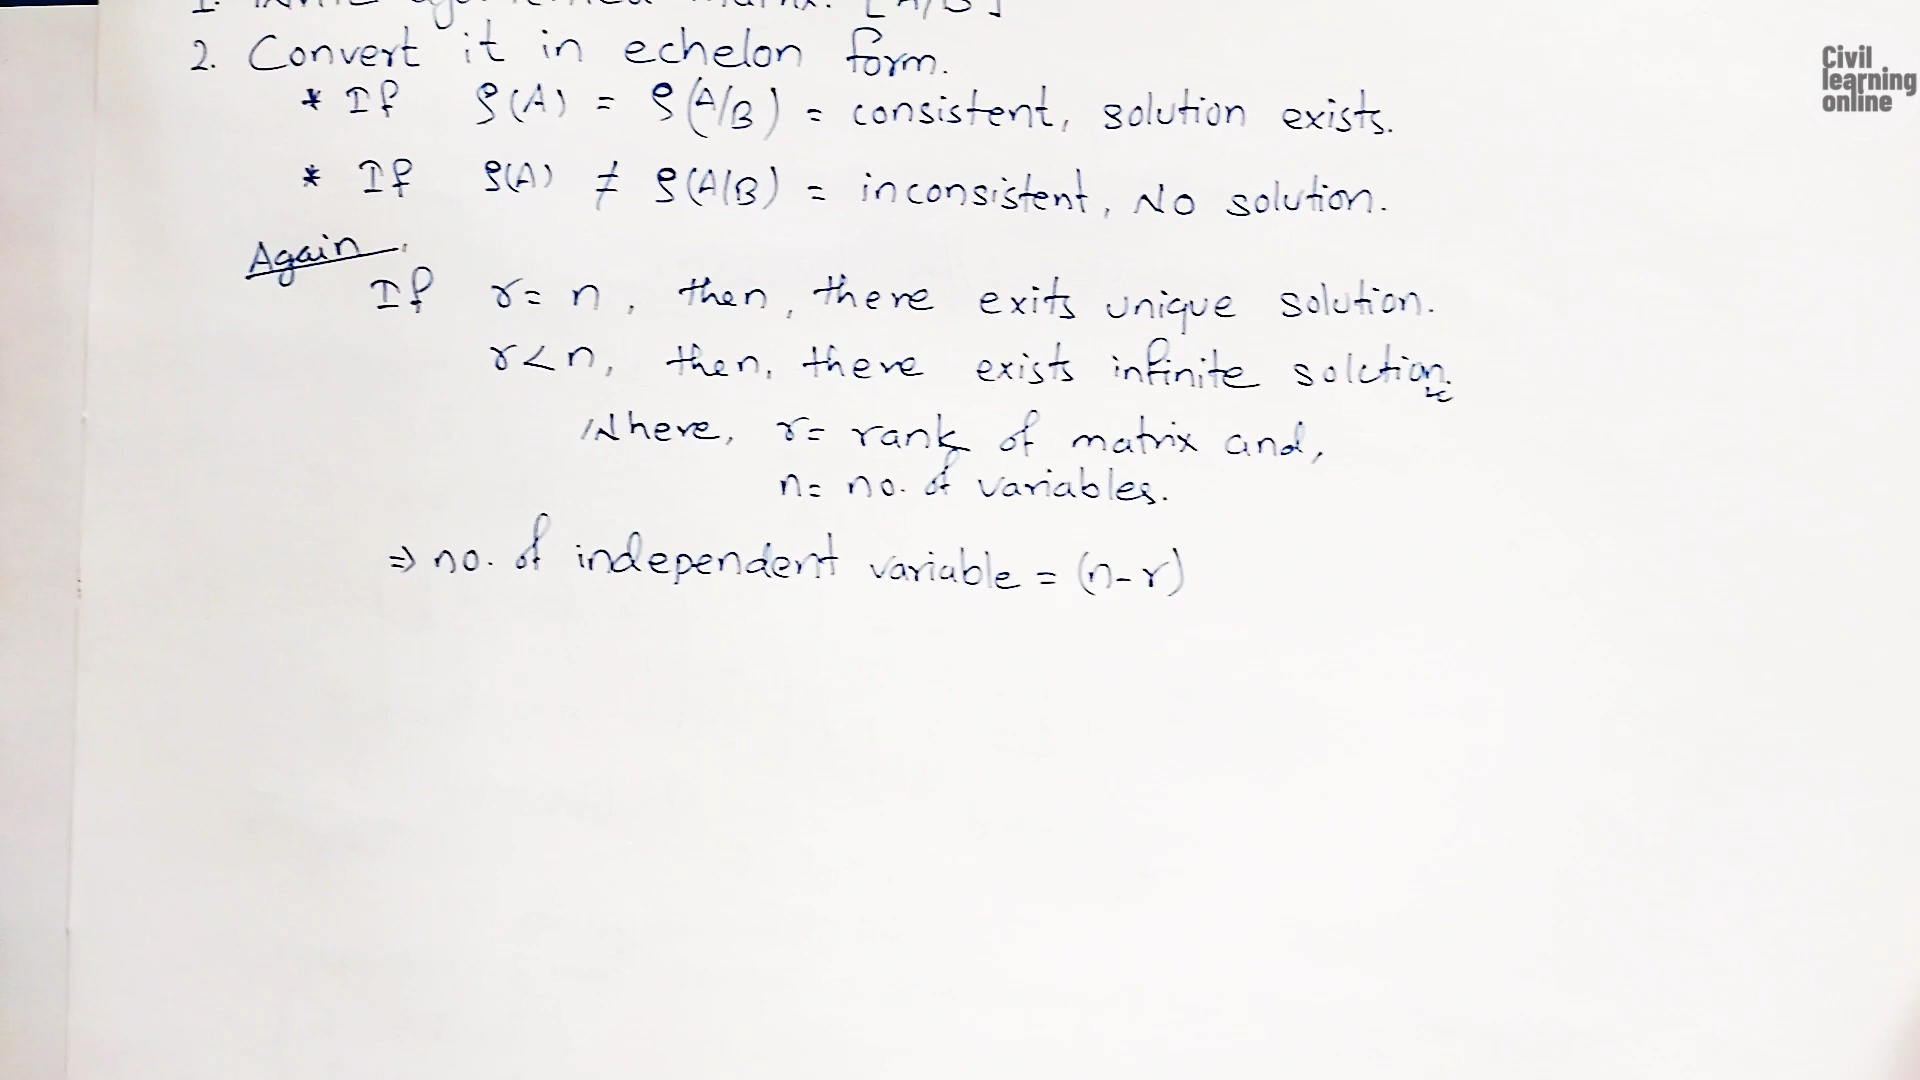 2. Convert it in echelon form.
* If ρ(A) = ρ(A/B) = consistent, solution exists.
* If ρ(A) ≠ ρ(A/B) = inconsistent, No solution.
Again,
If r = n, then, there exits unique solution.
r < n, then, there exists infinite solction.
Where, r = rank of matrix and,
n = no. of variables.
⇒ no. of independent variable = (n-r)
Civil
learning
online